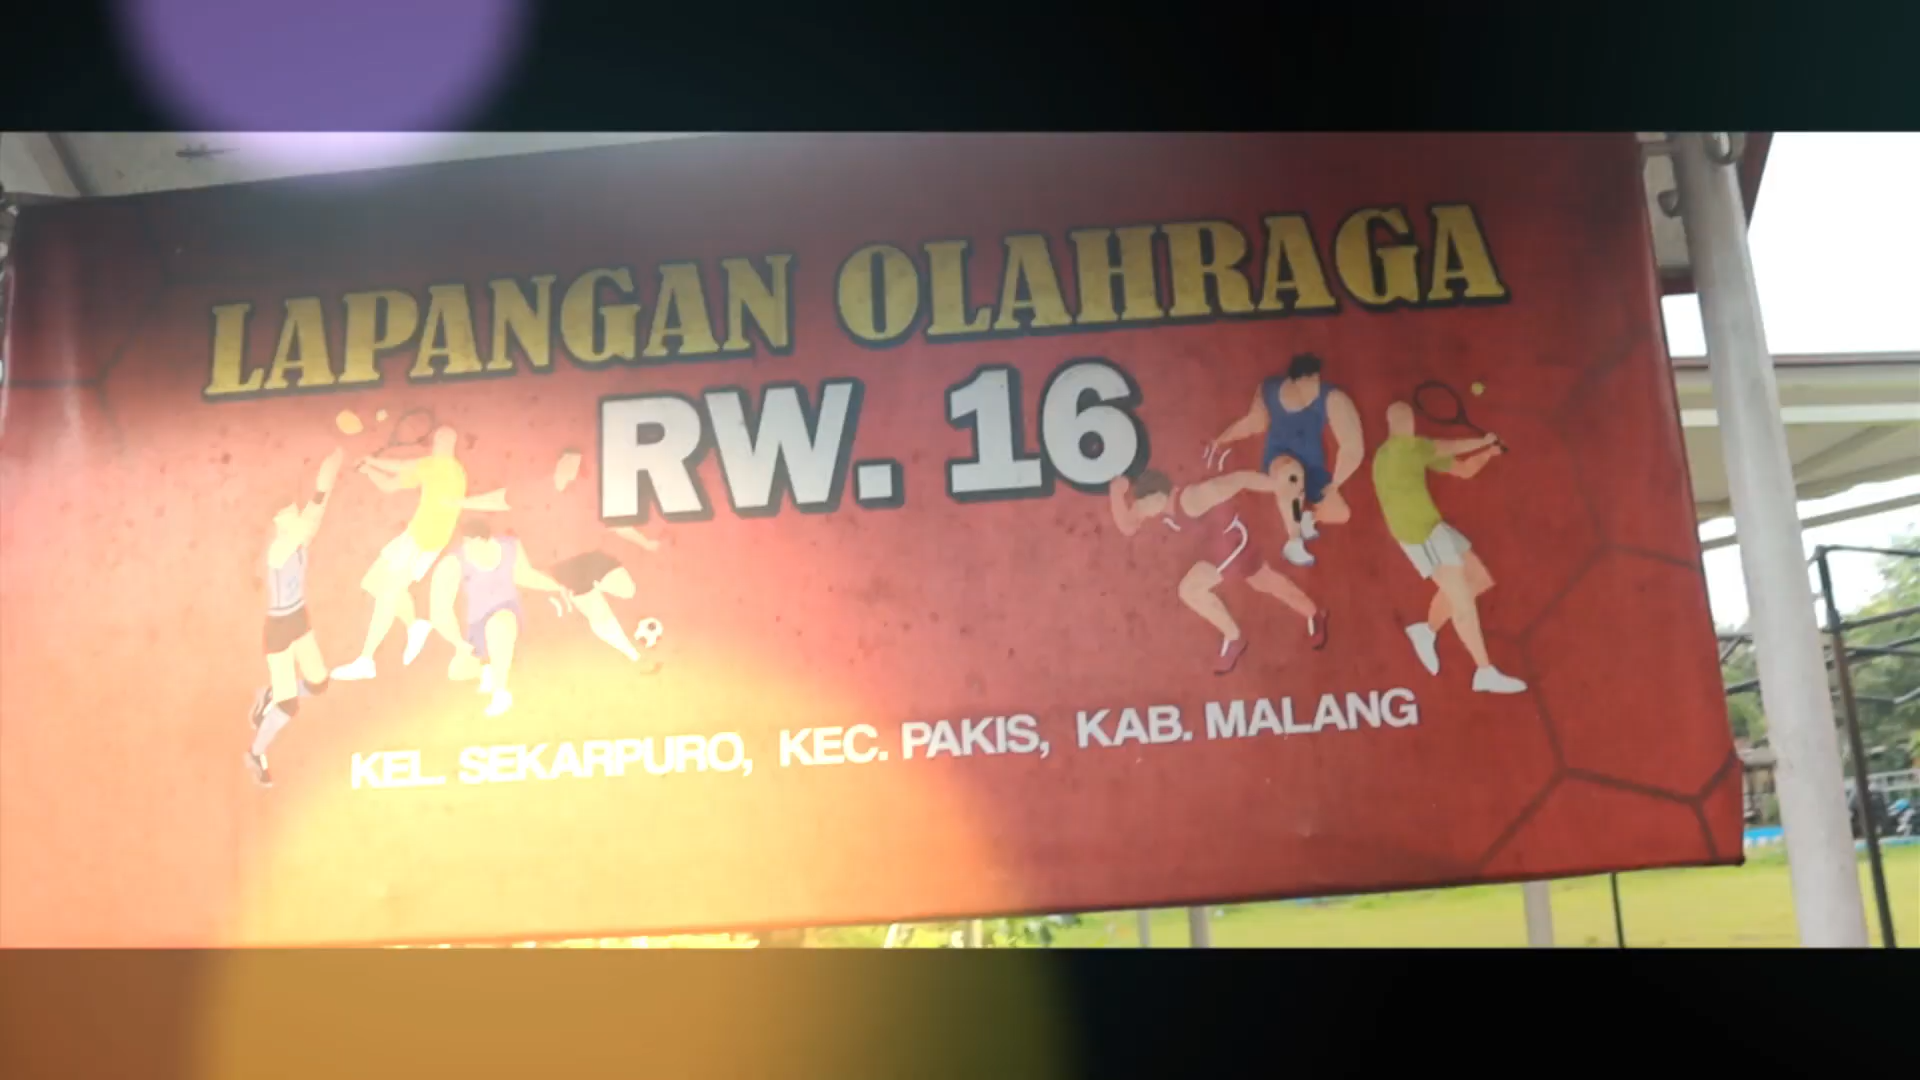 LAPANGAN OLAHRAGA
RW. 16
KEL. SEKARPURO, KEC. PAKIS, KAB. MALANG